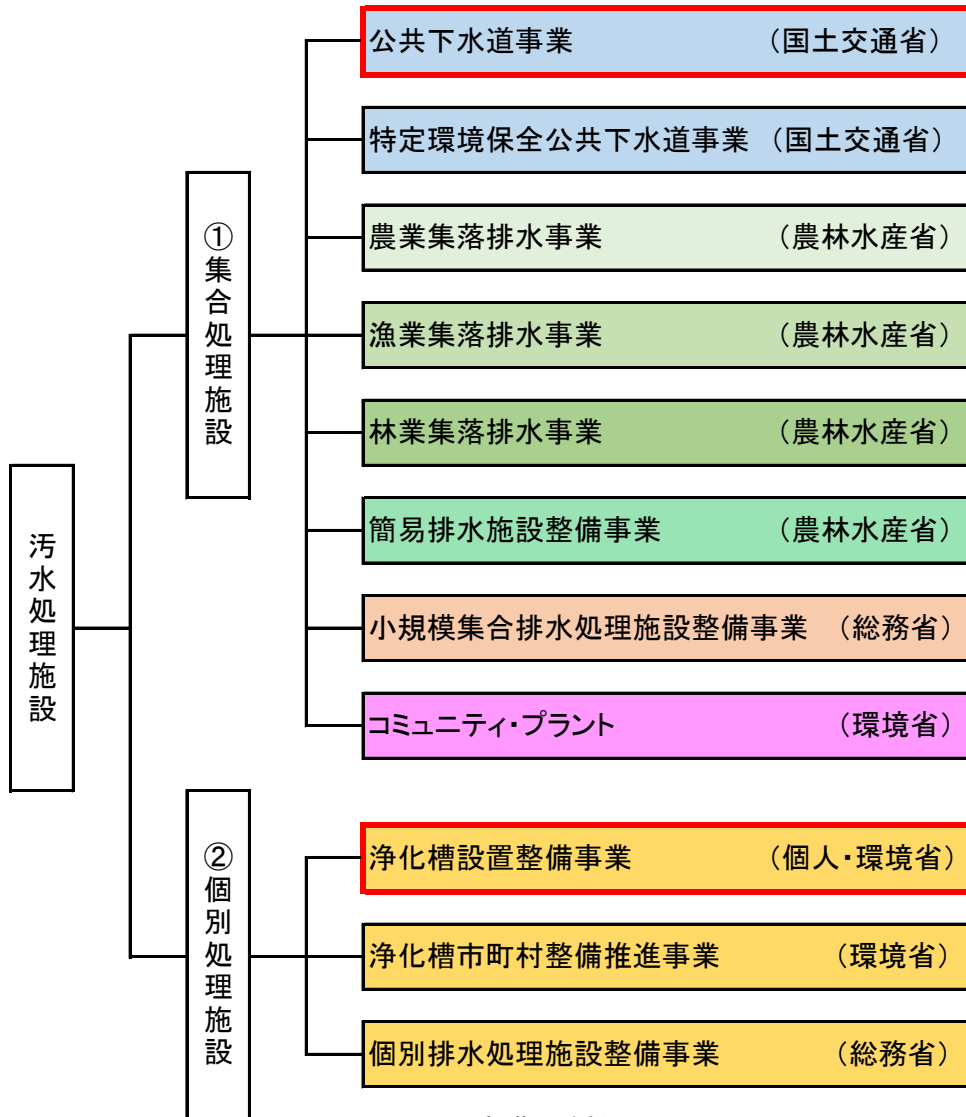 公共下水道事業 （国土交通省）
特定環境保全公共下水道事業 （国土交通省）
①集合処理施設
農業集落排水事業 （農林水産省）
漁業集落排水事業 （農林水産省）
林業集落排水事業 （農林水産省）
汚水処理施設
簡易排水施設整備事業 （農林水産省）
小規模集合排水処理施設整備事業 （総務省）
コミュニティ・プラント （環境省）
②個別処理施設
浄化槽設置整備事業 （個人・環境省）
浄化槽市町村整備推進事業 （環境省）
個別排水処理施設整備事業 （総務省）